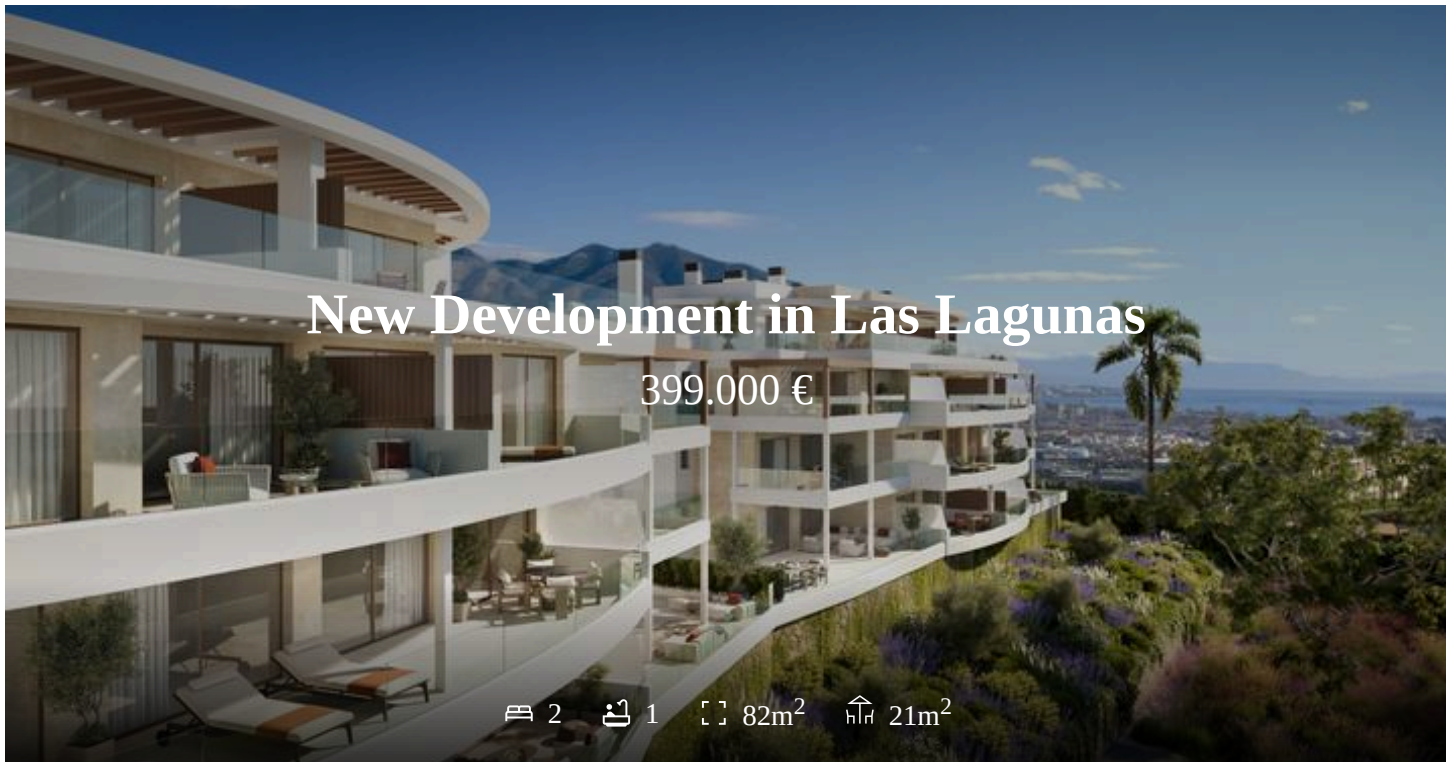 New Development in Las Lagunas
399.000 €
2 1 82m² 21m²